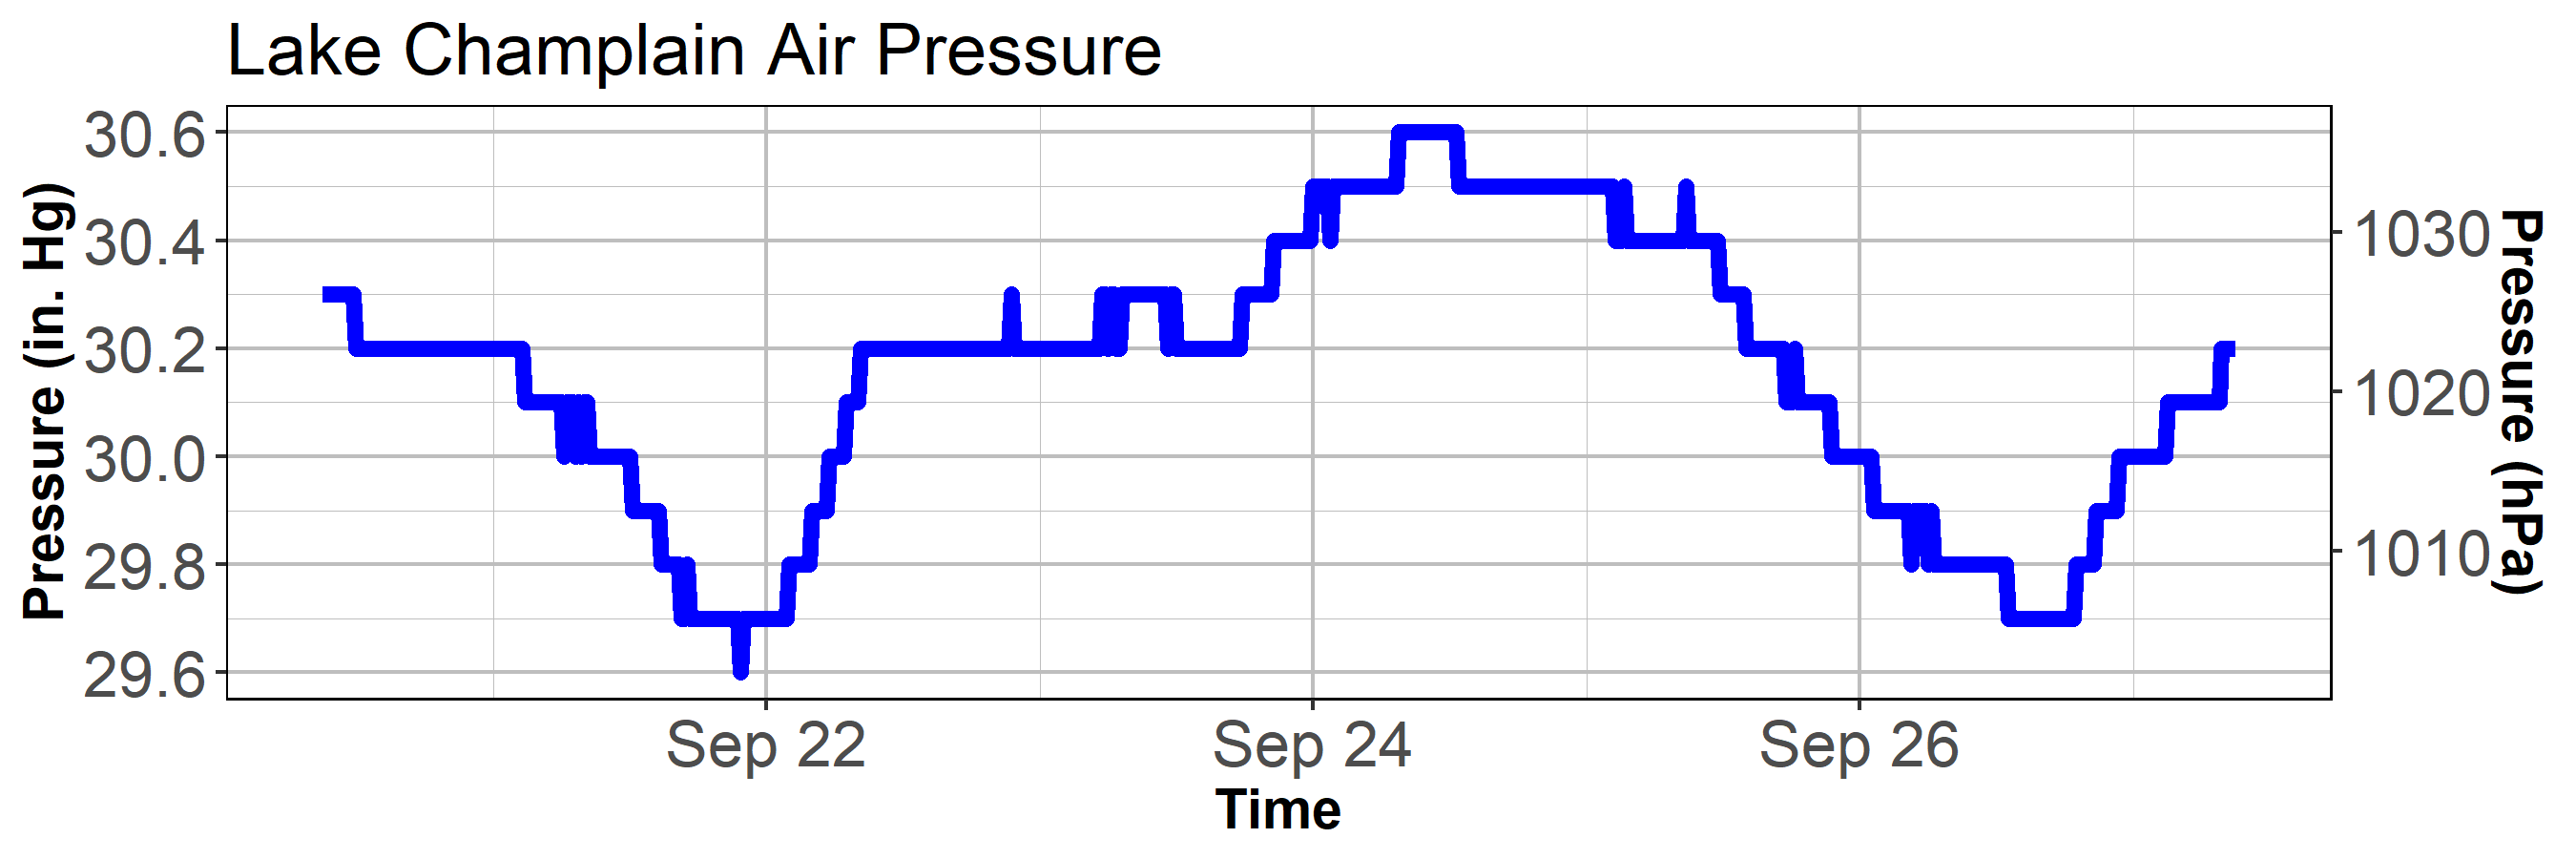 Lake Champlain Air Pressure
Pressure (in. Hg)
30.6
30.4
30.2
30.0
29.8
29.6
1030
1020
1010
Pressure (hPa)
Sep 22 Sep 24 Sep 26
Time